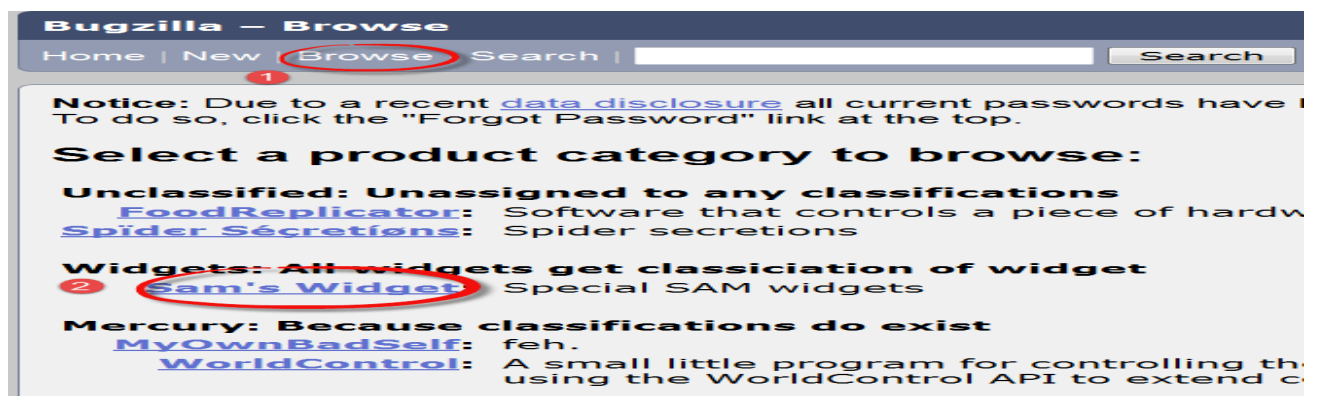 Bugzilla – Browse
Home | New | Browse Search | Search
1
Notice: Due to a recent data disclosure all current passwords have
To do so, click the "Forgot Password" link at the top.
Select a product category to browse:
Unclassified: Unassigned to any classifications
FoodReplicator: Software that controls a piece of
Spïdєr Séçretíøns: Spider secretions
Widgets: All widgets get classiciation of widget
2 Sam's Widget: Special SAM widgets
Mercury: Because classifications do exist
MyOwnBadSelf: feh.
WorldControl: A small little program for controlling
using the WorldControl API to extend